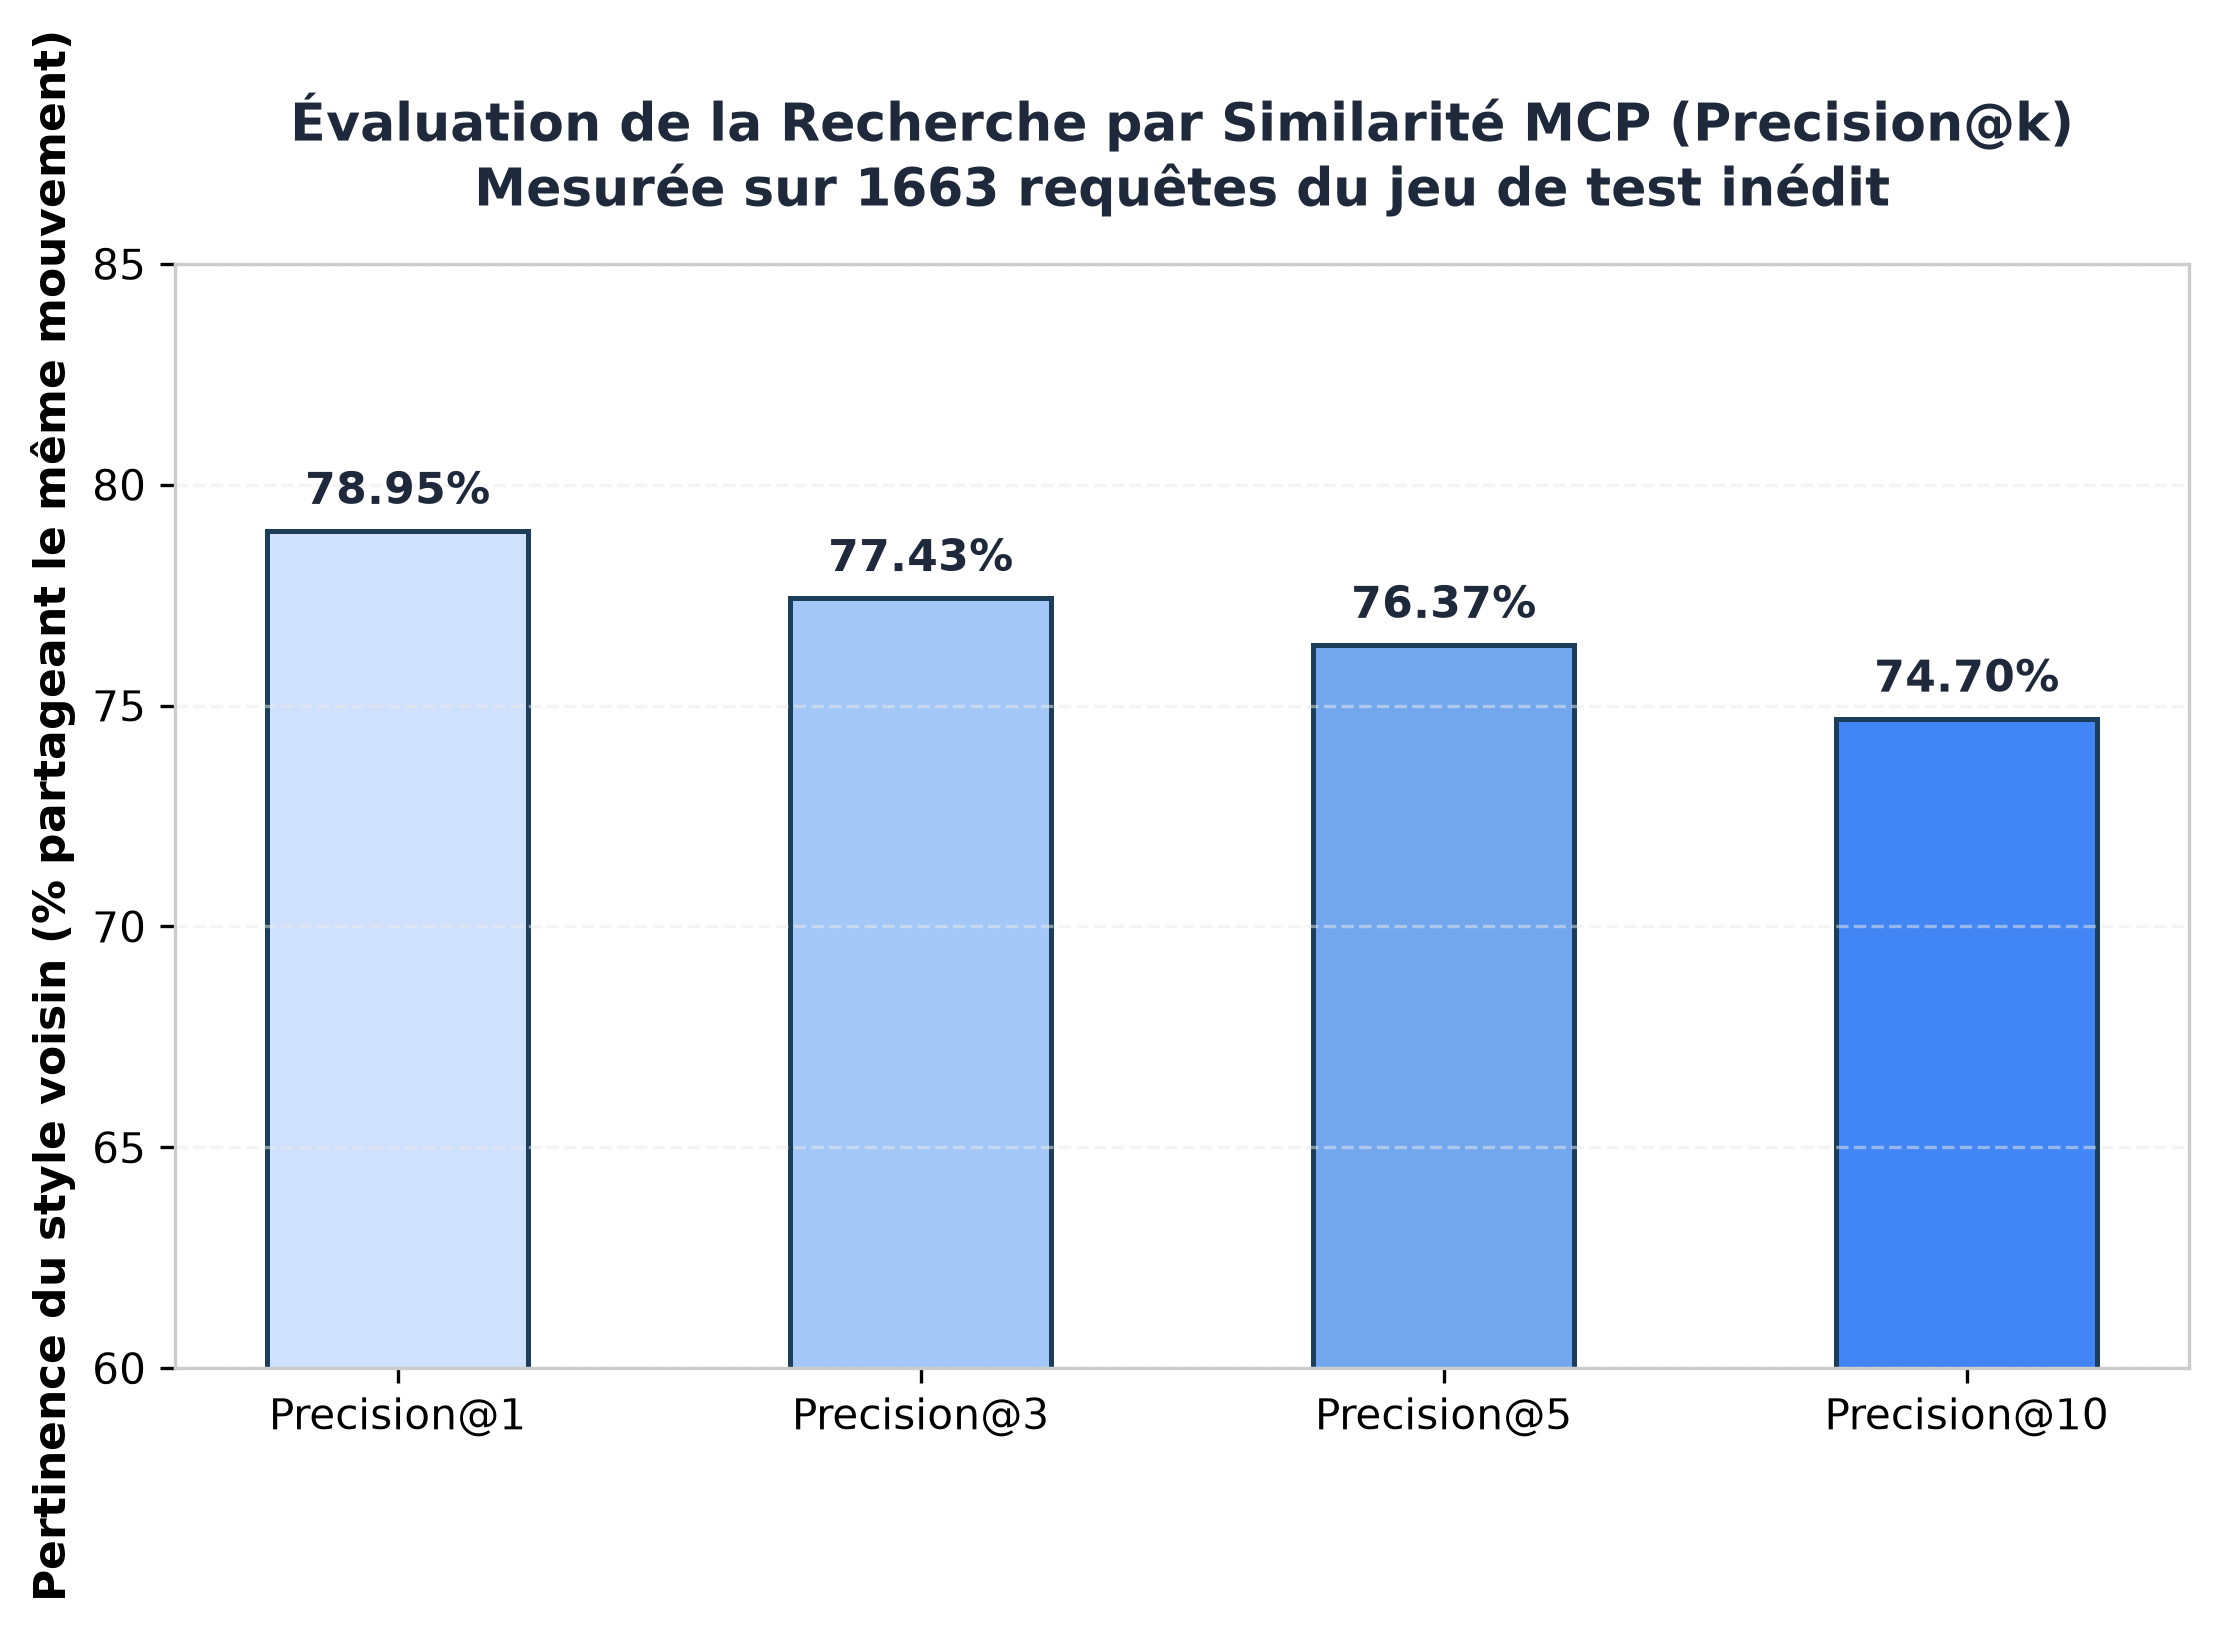 Évaluation de la Recherche par Similarité MCP (Precision@k)
Mesurée sur 1663 requêtes du jeu de test inédit
Pertinence du style voisin (% partageant le même mouvement)
85
80
75
70
65
60
78.95%
77.43%
76.37%
74.70%
Precision@1
Precision@3
Precision@5
Precision@10